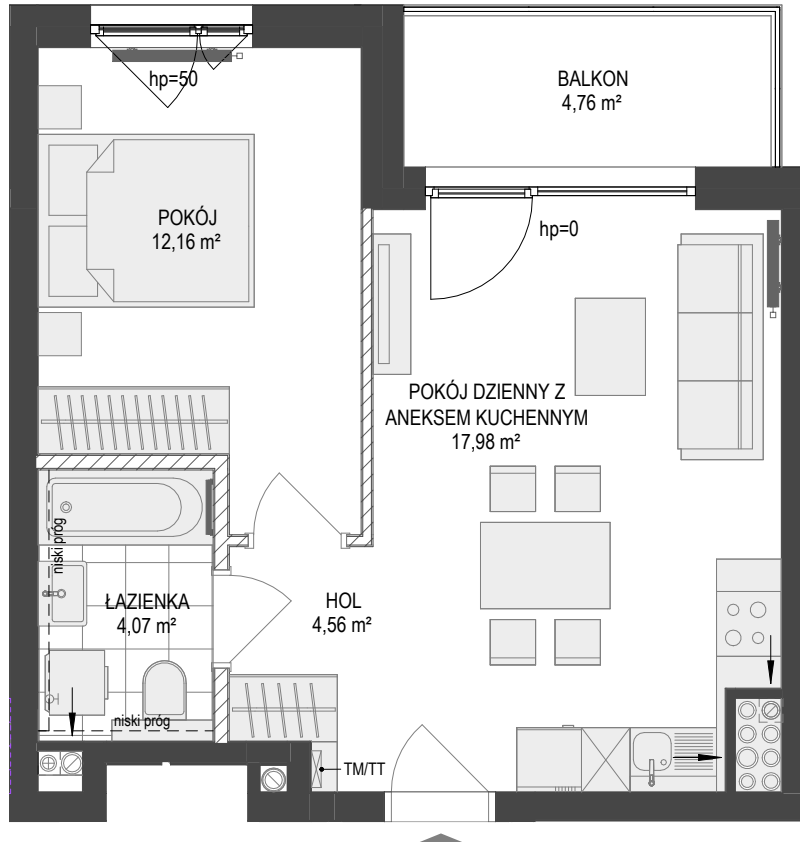 hp=50
BALKON
4,76 m²
POKÓJ
12,16 m²
hp=0
POKÓJ DZIENNY Z
ANEKSEM KUCHENNYM
17,98 m²
niski próg
ŁAZIENKA
4,07 m²
HOL
4,56 m²
niski próg
TM/TT